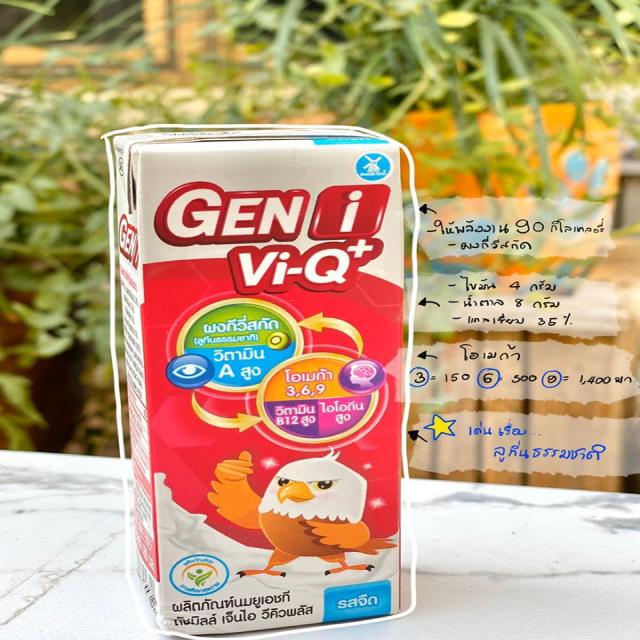 GEN i
Vi-Q+
ผงกีวีสกัด
(ลูทีนธรรมชาติ)
วิตามิน
A สูง
โอเมก้า
3,6,9
วิตามิน
B12 สูง
ไอโอดีน
สูง
ผลิตภัณฑ์นมยูเอชที
ดัชมิลล์ เจ็นไอ วีคิวพลัส
รสจืด
-ให้พลังงาน 90 กิโลแคลอรี่
- ผงกีวีสกัด
- ไขมัน 4 กรัม
- น้ำตาล 8 กรัม
- แคลเซียม 35%
- โอเมก้า
3 = 150 6 = 500 9 = 1,400 มก
เด่น เรื่อง...
ลูทีนธรรมชาติ